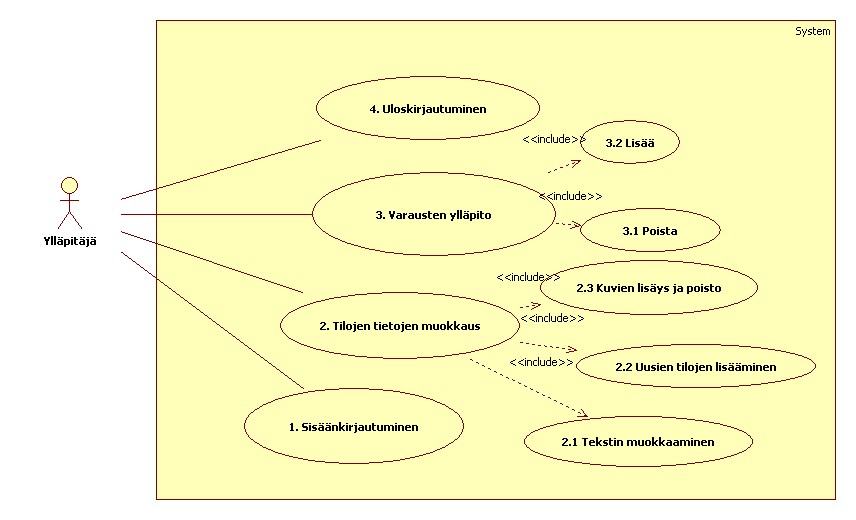 System
4. Uloskirjautuminen
<<include>>
3.2 Lisää
<<include>>
3. Varausten ylläpito
3.1 Poista
Ylläpitäjä
<<include>>
2.3 Kuvien lisäys ja poisto
<<include>>
2. Tilojen tietojen muokkaus
<<include>>
2.2 Uusien tilojen lisääminen
1. Sisäänkirjautuminen
2.1 Tekstin muokkaaminen